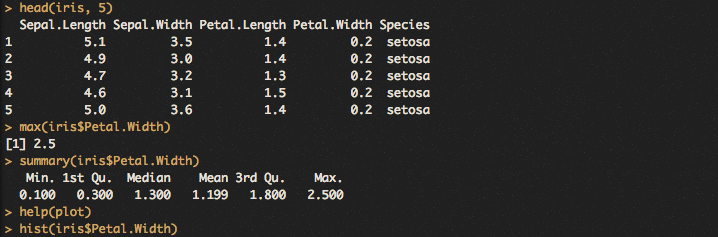 > head(iris, 5)
  Sepal.Length Sepal.Width Petal.Length Petal.Width Species
1          5.1         3.5          1.4         0.2  setosa
2          4.9         3.0          1.4         0.2  setosa
3          4.7         3.2          1.3         0.2  setosa
4          4.6         3.1          1.5         0.2  setosa
5          5.0         3.6          1.4         0.2  setosa
> max(iris$Petal.Width)
[1] 2.5
> summary(iris$Petal.Width)
   Min. 1st Qu.  Median    Mean 3rd Qu.    Max.
  0.100   0.300   1.300   1.199   1.800   2.500
> help(plot)
> hist(iris$Petal.Width)